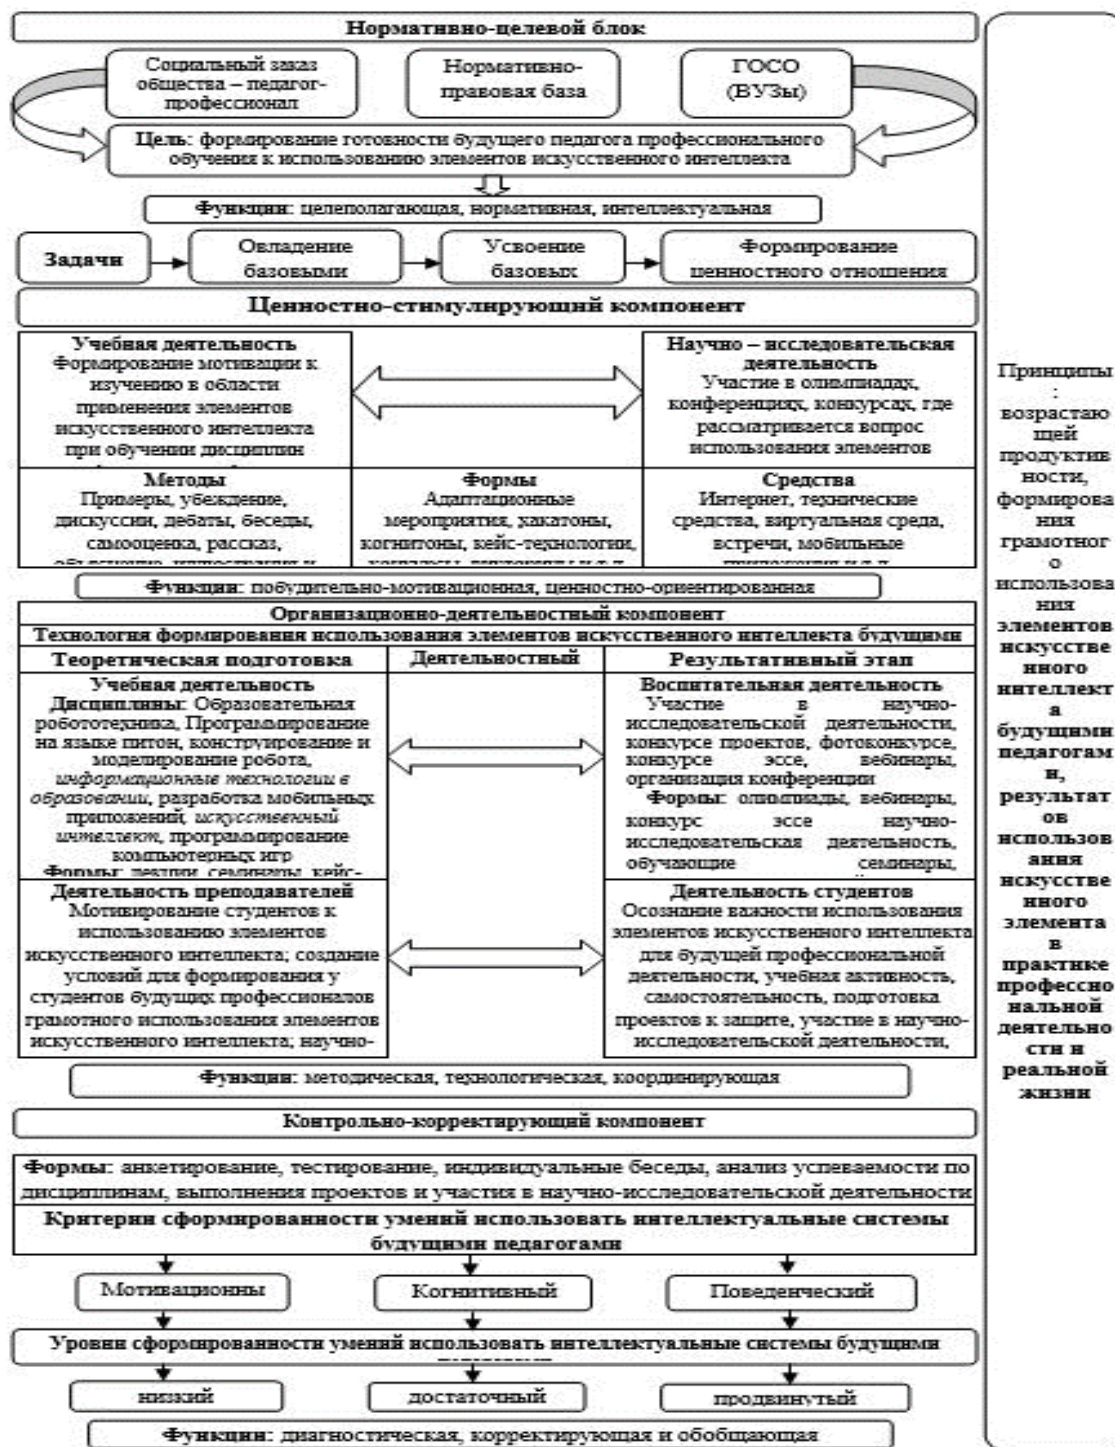 Нормативно-целевой блок
Социальный заказ
общества – педагог-
профессионал
Нормативно-
правовая база
ГОСО
(ВУЗы)
Цель: формирование готовности будущего педагога профессионального
обучения к использованию элементов искусственного интеллекта
Функции: целеполагающая, нормативная, интеллектуальная
Задачи
Овладение
базовыми
Усвоение
базовых
Формирование
ценностного отношения
Ценностно-стимулирующий компонент
Учебная деятельность
Формирование мотивации к
изучению в области
применения элементов
искусственного интеллекта
при обучении дисциплин
Научно – исследовательская
деятельность
Участие в олимпиадах,
конференциях, конкурсах, где
рассматривается вопрос
использования элементов
Методы
Примеры, убеждение,
дискуссии, дебаты, беседы,
самооценка, рассказ,
Формы
Адаптационные
мероприятия, хакатоны,
когнитоны, кейс-технологии,
Средства
Интернет, технические
средства, виртуальная среда,
встречи, мобильные
Функции: побудительно-мотивационная, ценностно-ориентированная
Организационно-деятельностный компонент
Технология формирования использования элементов искусственного интеллекта будущими
Теоретическая подготовка
Деятельностный
Результативный этап
Учебная деятельность
Дисциплины: Образовательная
робототехника, Программирование
на языке питон, конструирование и
моделирование робота,
информационные технологии в
образовании, разработка мобильных
приложений, искусственный
интеллект, программирование
компьютерных игр
Формы: лекции, семинары, кейс-
Воспитательная деятельность
Участие в научно-
исследовательской деятельности,
конкурсе проектов, фотоконкурсе,
конкурсе эссе, вебинары,
организация конференции
Формы: олимпиады, вебинары,
конкурс эссе научно-
исследовательская деятельность,
обучающие семинары,
Деятельность преподавателей
Мотивирование студентов к
использованию элементов
искусственного интеллекта; создание
условий для формирования у
студентов будущих профессионалов
грамотного использования элементов
искусственного интеллекта; научно-
Деятельность студентов
Осознание важности использования
элементов искусственного интеллекта
для будущей профессиональной
деятельности, учебная активность,
самостоятельность, подготовка
проектов к защите, участие в научно-
исследовательской деятельности,
Функции: методическая, технологическая, координирующая
Контрольно-корректирующий компонент
Формы: анкетирование, тестирование, индивидуальные беседы, анализ успеваемости по
дисциплинам, выполнения проектов и участия в научно-исследовательской деятельности
Критерии сформированности умений использовать интеллектуальные системы
будущими педагогами
Мотивационны
Когнитивный
Поведенческий
Уровни сформированности умений использовать интеллектуальные системы будущими
низкий
достаточный
продвинутый
Функции: диагностическая, корректирующая и обобщающая
Принципы
:
возрастаю
щей
продуктив
ности,
формирова
ния
грамотног
о
использова
ния
элементов
искусстве
нного
интеллект
а
будущими
педагогам
и,
результат
ов
использов
ания
искусстве
нного
элемента
в
практике
профессио
нальной
деятельно
сти и
реальной
жизни